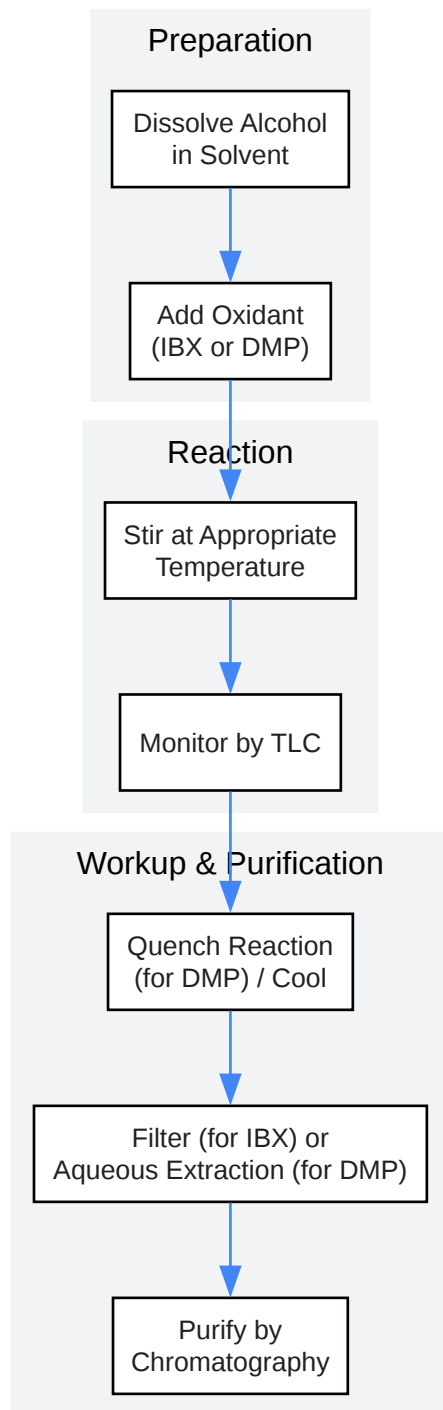 Preparation
Dissolve Alcohol
in Solvent
Add Oxidant
(IBX or DMP)
Reaction
Stir at Appropriate
Temperature
Monitor by TLC
Workup & Purification
Quench Reaction
(for DMP) / Cool
Filter (for IBX) or
Aqueous Extraction (for DMP)
Purify by
Chromatography